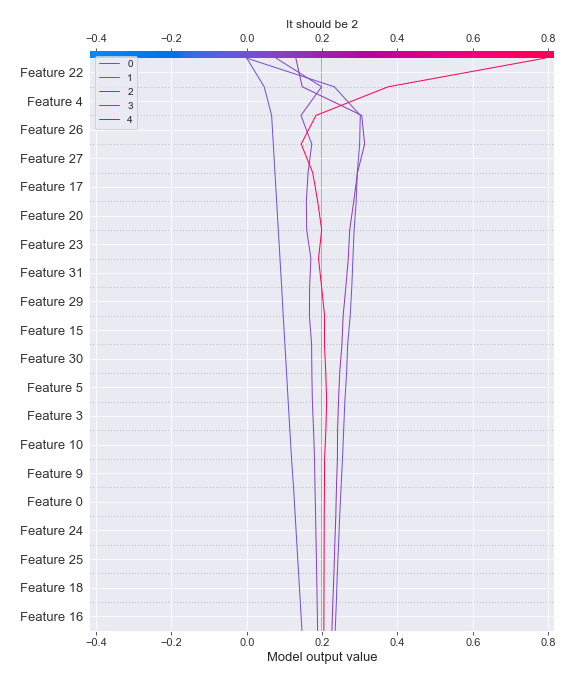 It should be 2
−0.4 −0.2 0.0 0.2 0.4 0.6 0.8
0
1
2
3
4
Feature 22
Feature 4
Feature 26
Feature 27
Feature 17
Feature 20
Feature 23
Feature 31
Feature 29
Feature 15
Feature 30
Feature 5
Feature 3
Feature 10
Feature 9
Feature 0
Feature 24
Feature 25
Feature 18
Feature 16
−0.4 −0.2 0.0 0.2 0.4 0.6 0.8
Model output value